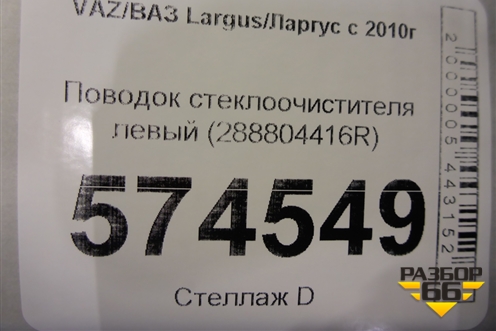 VAZ/ВАЗ Largus/Ларгус с 2010г
Поводок стеклоочистителя
левый (288804416R)
574549
Стеллаж D
2000005443152
РАЗБОР
66